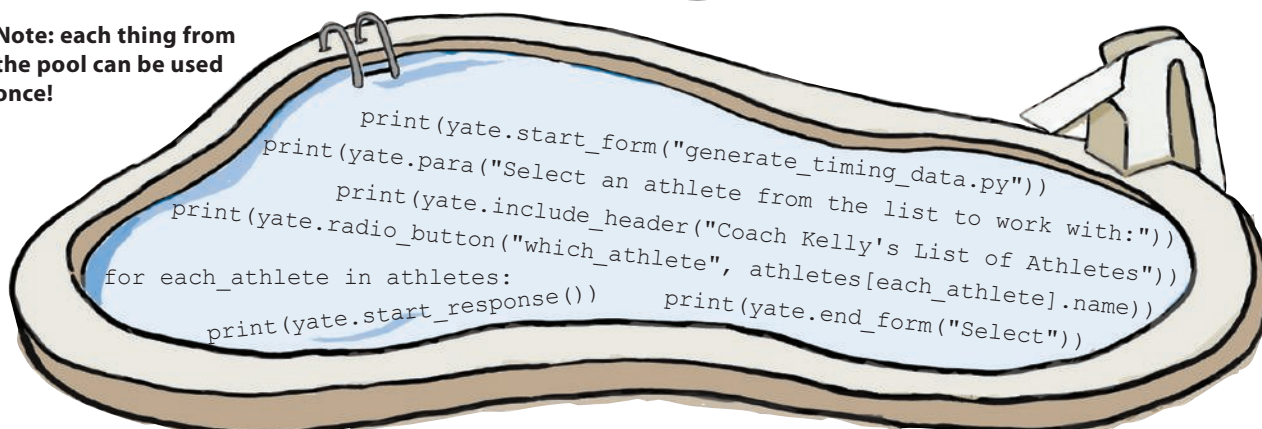 Note: each thing from
the pool can be used
once!
print(yate.start_form("generate_timing_data.py"))
print(yate.para("Select an athlete from the list to work with:"))
print(yate.include_header("Coach Kelly's List of Athletes"))
print(yate.radio_button("which_athlete", athletes[each_athlete].name))
for each_athlete in athletes:
print(yate.start_response())
print(yate.end_form("Select"))